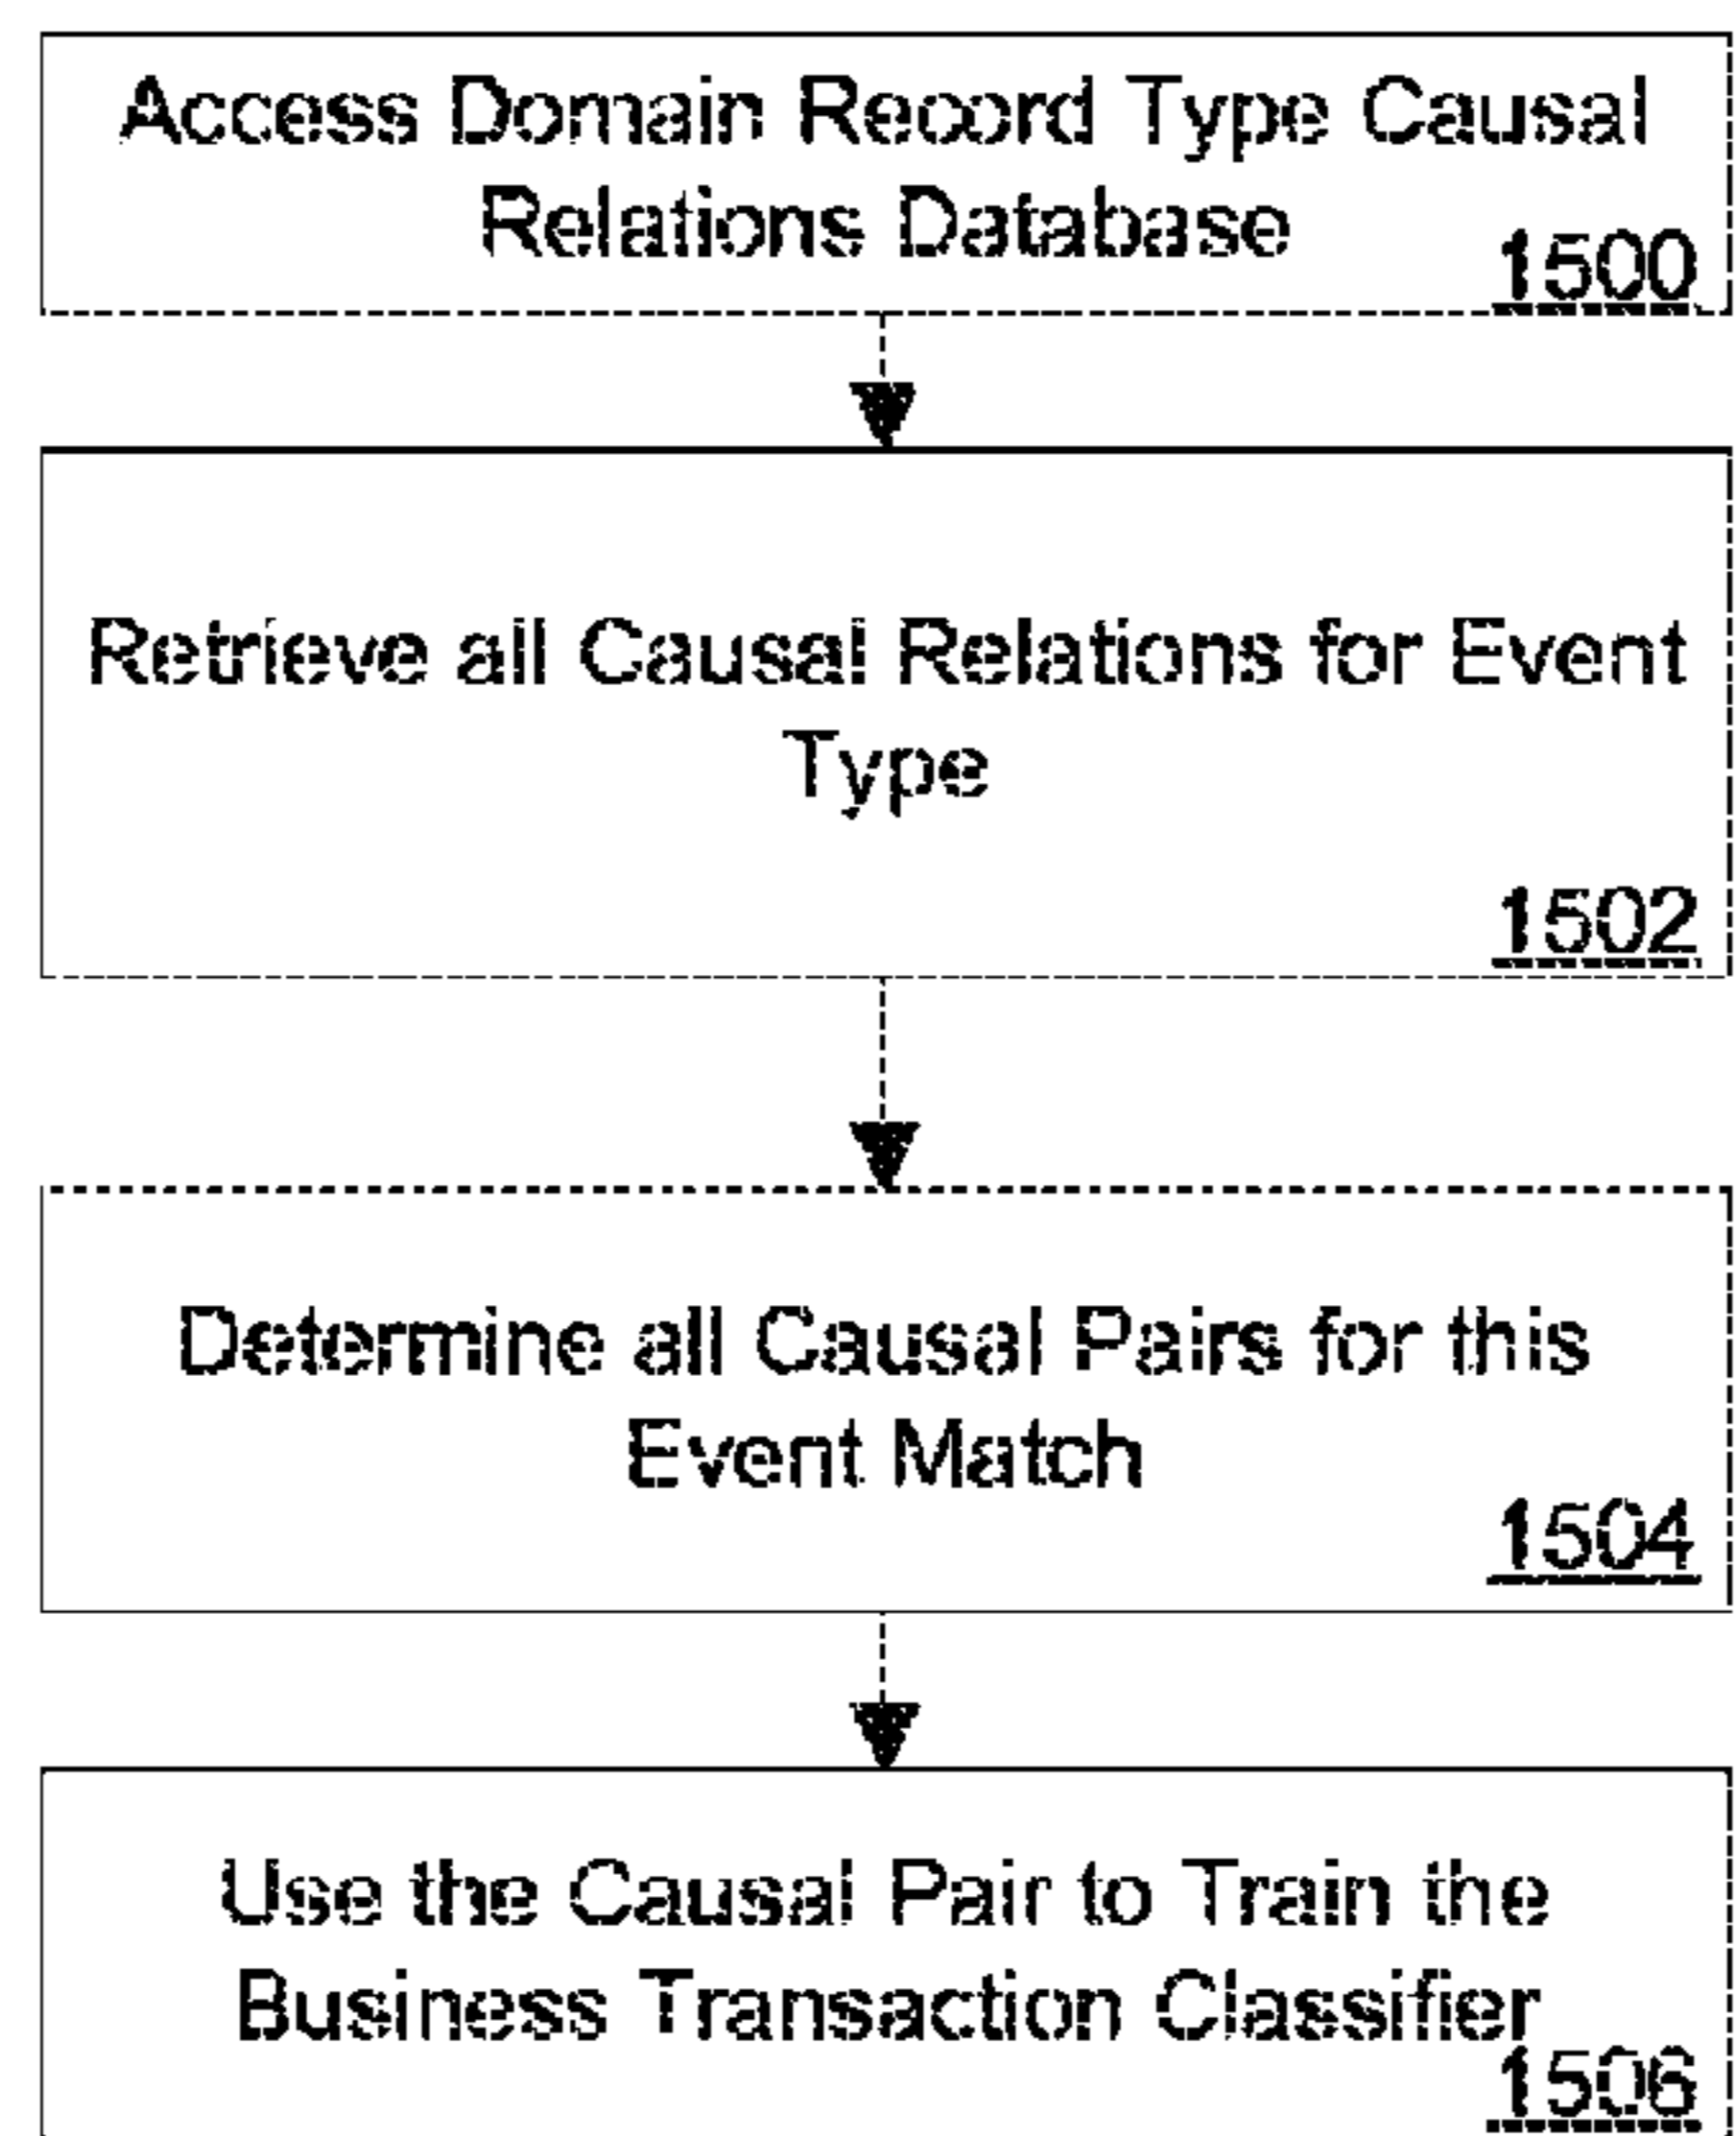 Access Domain Record Type Causal
Relations Database
1500
Retrieve all Causal Relations for Event
Type
1502
Determine all Causal Pairs for this
Event Match
1504
Use the Causal Pair to Train the
Business Transaction Classifier
1506